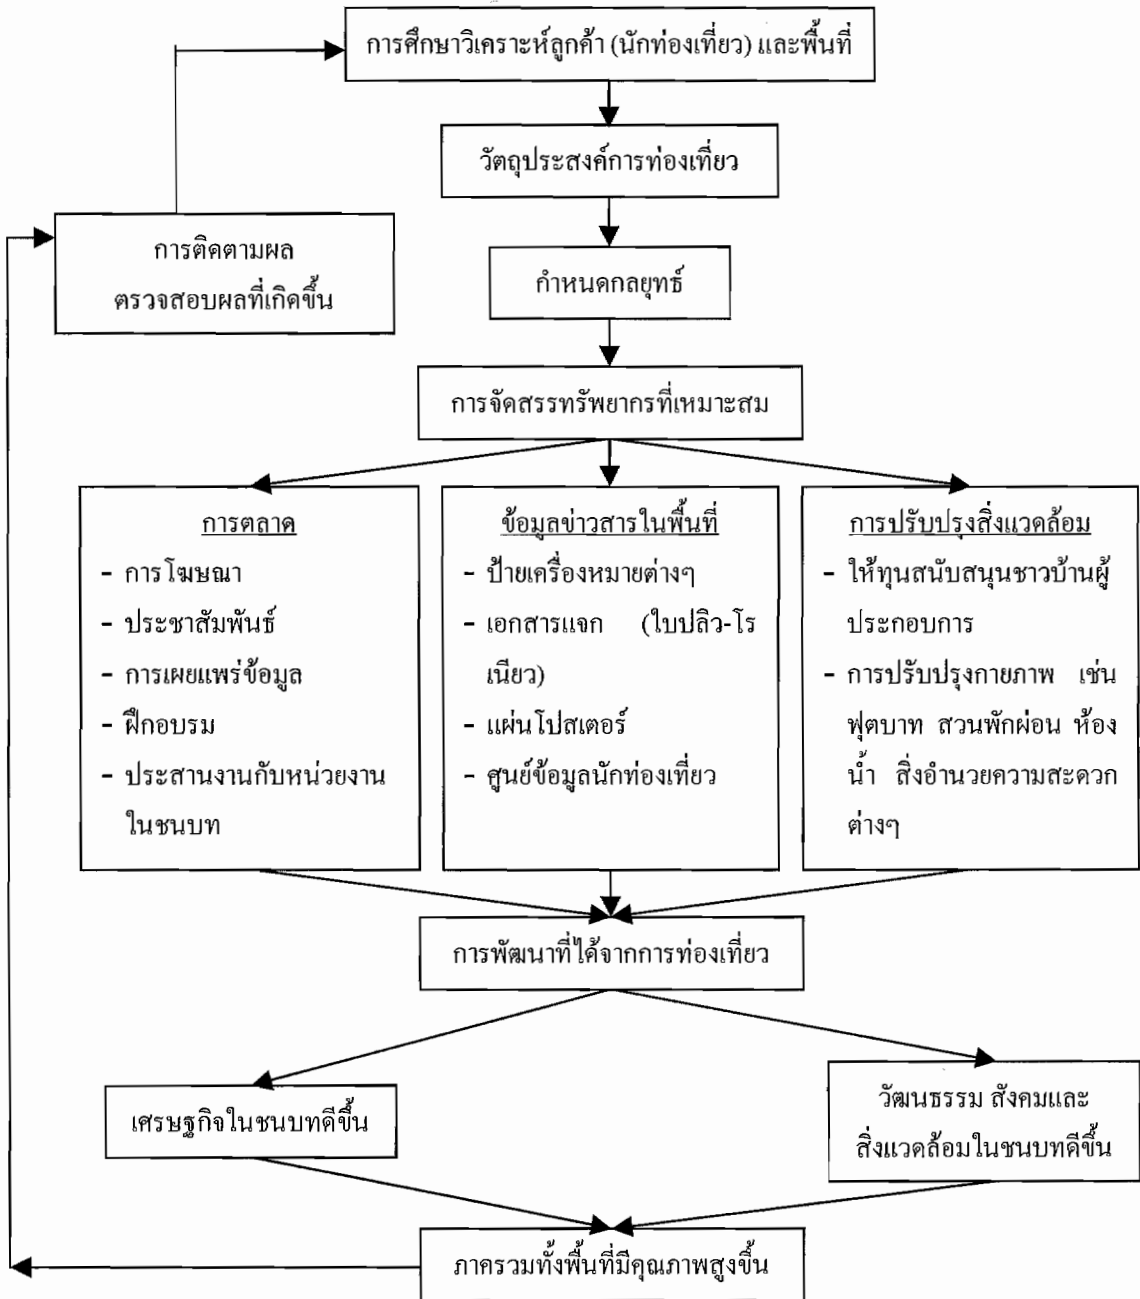 การศึกษาวิเคราะห์ลูกค้า (นักท่องเที่ยว) และพื้นที่
วัตถุประสงค์การท่องเที่ยว
การติดตามผล
ตรวจสอบผลที่เกิดขึ้น
กำหนดกลยุทธ์
การจัดสรรทรัพยากรที่เหมาะสม
การตลาด
- การโฆษณา
- ประชาสัมพันธ์
- การเผยแพร่ข้อมูล
- ฝึกอบรม
- ประสานงานกับหน่วยงาน
ในชนบท
ข้อมูลข่าวสารในพื้นที่
- ป้ายเครื่องหมายต่างๆ
- เอกสารแจก (ใบปลิว-โร
เนียว)
- แผ่นโปสเตอร์
- ศูนย์ข้อมูลนักท่องเที่ยว
การปรับปรุงสิ่งแวดล้อม
- ให้ทุนสนับสนุนชาวบ้านผู้
ประกอบการ
- การปรับปรุงกายภาพ เช่น
ฟุตบาท สวนพักผ่อน ห้อง
น้ำ สิ่งอำนวยความสะดวก
ต่างๆ
การพัฒนาที่ได้จากการท่องเที่ยว
เศรษฐกิจในชนบทดีขึ้น
วัฒนธรรม สังคมและ
สิ่งแวดล้อมในชนบทดีขึ้น
ภาครวมทั้งพื้นที่มีคุณภาพสูงขึ้น